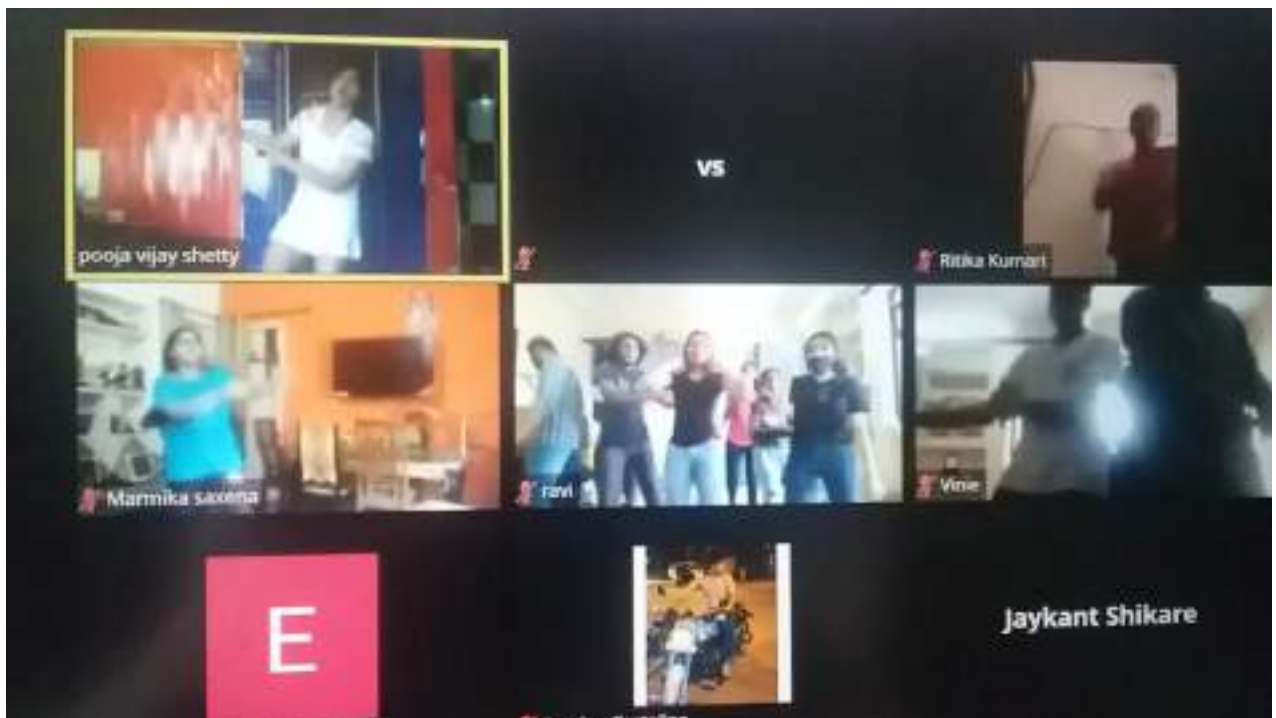 pooja vijay shetty
vs
Ritika Kumari
Marmika saxena
ravi
Vinie
E
Jaykant Shikare